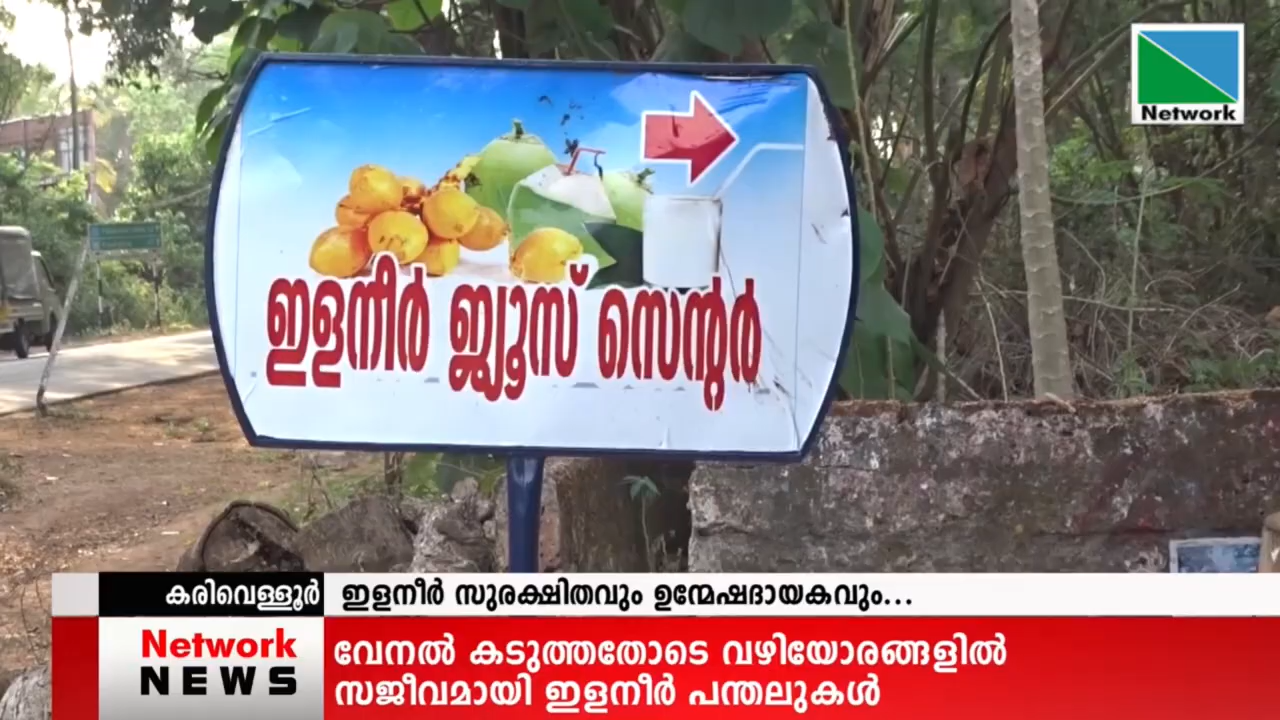 Network
ഇളനീർ ജ്യൂസ് സെന്റർ
കരിവെള്ളൂർ
ഇളനീർ സുരക്ഷിതവും ഉന്മേഷദായകവും...
Network
NEWS
വേനൽ കടുത്തതോടെ വഴിയോരങ്ങളിൽ
സജീവമായി ഇളനീർ പന്തലുകൾ